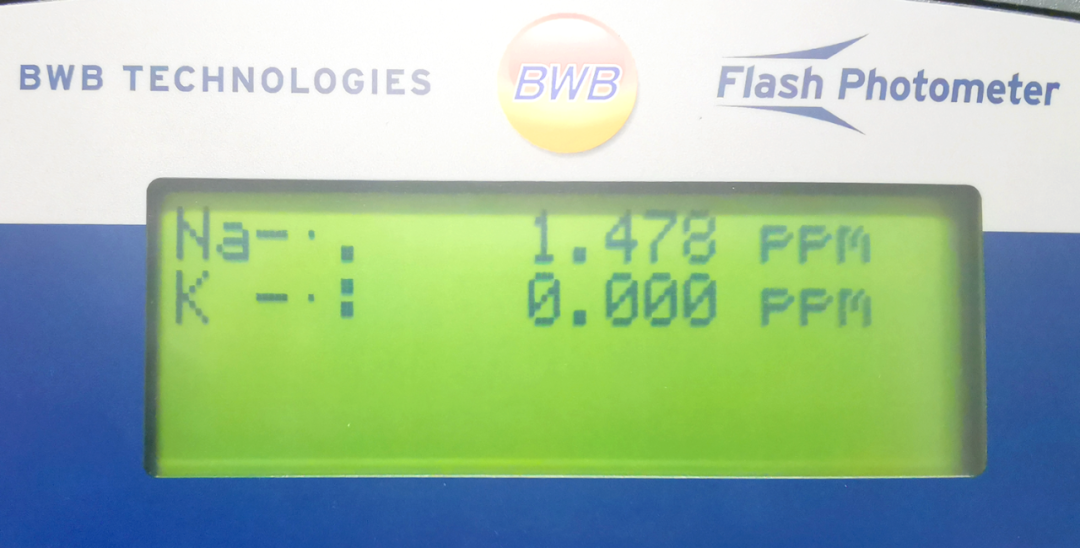 BWB TECHNOLOGIES
BWB
Flash Photometer
Na-·. 1.478 PPM
K -·: 0.000 PPM